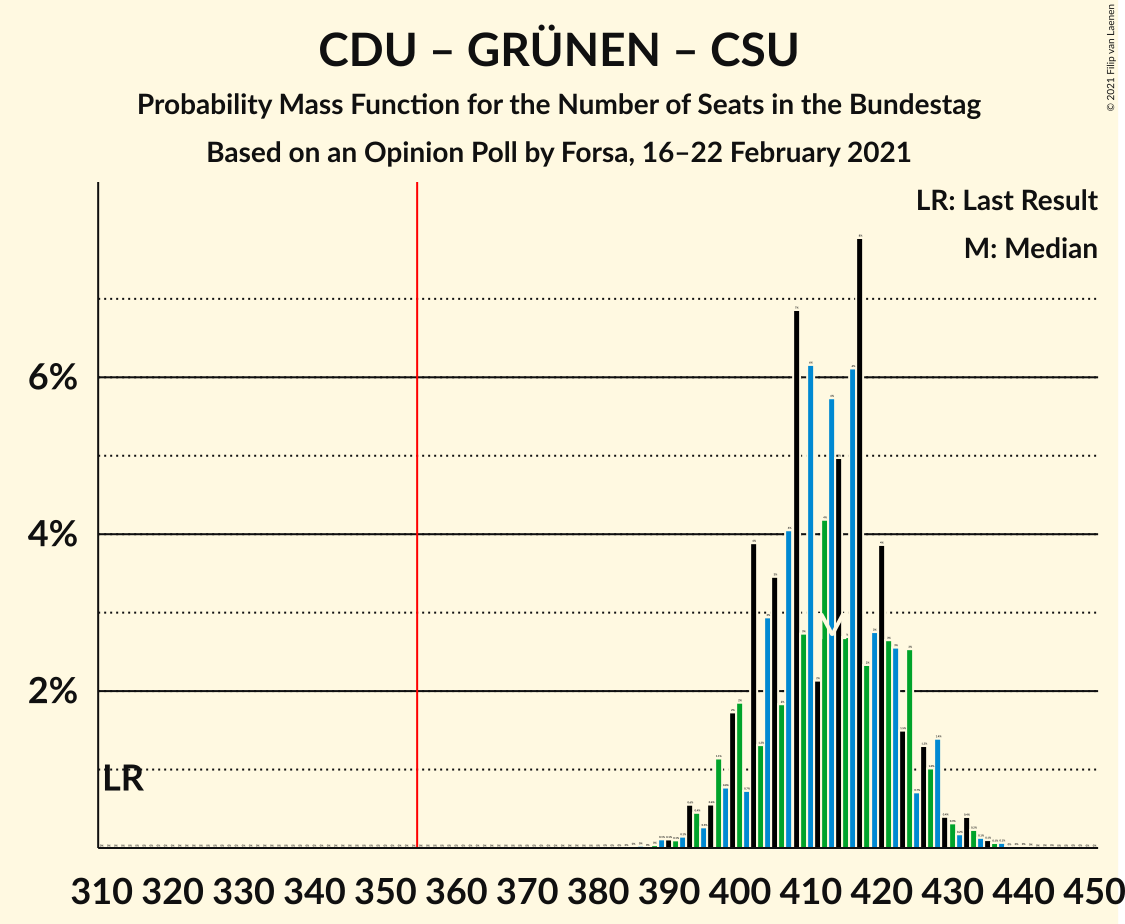 CDU – GRÜNEN – CSU
Probability Mass Function for the Number of Seats in the Bundestag
Based on an Opinion Poll by Forsa, 16–22 February 2021
© 2021 Filip van Laenen
LR: Last Result
M: Median
6%
4%
2%
LR
M
310 320 330 340 350 360 370 380 390 400 410 420 430 440 450